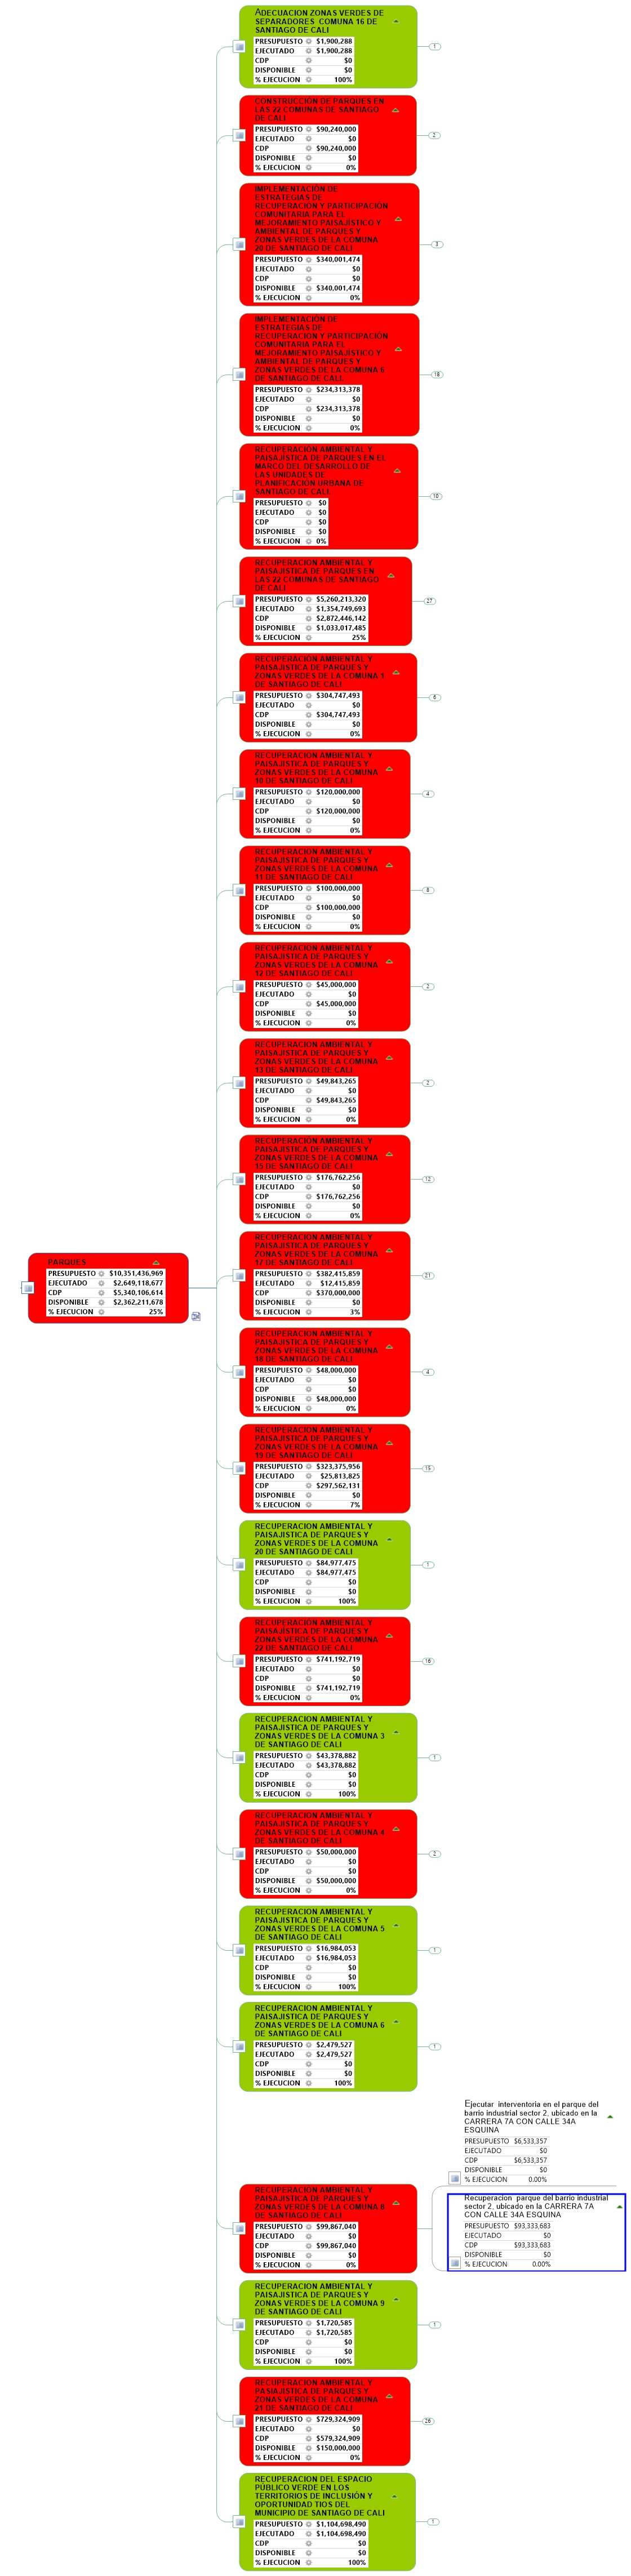 ADECUACION ZONAS VERDES DE
SEPARADORES COMUNA 16 DE
SANTIAGO DE CALI
PRESUPUESTO $1,900,288
EJECUTADO $1,900,288
CDP $0
DISPONIBLE $0
% EJECUCION 100%
1
CONSTRUCCIÓN DE PARQUES EN
LAS 22 COMUNAS DE SANTIAGO
DE CALI
PRESUPUESTO $90,240,000
EJECUTADO $0
CDP $90,240,000
DISPONIBLE $0
% EJECUCION 0%
2
IMPLEMENTACIÓN DE
ESTRATEGIAS DE
RECUPERACIÓN Y PARTICIPACIÓN
COMUNITARIA PARA EL
MEJORAMIENTO PAISAJISTICO Y
AMBIENTAL DE PARQUES Y
ZONAS VERDES DE LA COMUNA
20 DE SANTIAGO DE CALI
PRESUPUESTO $340,001,474
EJECUTADO $0
CDP $0
DISPONIBLE $340,001,474
% EJECUCION 0%
3
IMPLEMENTACIÓN DE
ESTRATEGIAS DE
RECUPERACIÓN Y PARTICIPACIÓN
COMUNITARIA PARA EL
MEJORAMIENTO PAISAJÍSTICO Y
AMBIENTAL DE PARQUES Y
ZONAS VERDES DE LA COMUNA 6
DE SANTIAGO DE CALI.
PRESUPUESTO $234,313,378
EJECUTADO $0
CDP $234,313,378
DISPONIBLE $0
% EJECUCION 0%
18
RECUPERACIÓN AMBIENTAL Y
PAISAJÍSTICA DE PARQUES EN EL
MARCO DEL DESARROLLO DE
LAS UNIDADES DE
PLANIFICACIÓN URBANA DE
SANTIAGO DE CALI.
PRESUPUESTO $0
EJECUTADO $0
CDP $0
DISPONIBLE $0
% EJECUCION 0%
10
RECUPERACION AMBIENTAL Y
PAISAJISTICA DE PARQUES EN
LAS 22 COMUNAS DE SANTIAGO
DE CALI
PRESUPUESTO $5,260,213,320
EJECUTADO $1,354,749,693
CDP $2,872,446,142
DISPONIBLE $1,033,017,485
% EJECUCION 25%
27
RECUPERACION AMBIENTAL Y
PAISAJISTICA DE PARQUES Y
ZONAS VERDES DE LA COMUNA 1
DE SANTIAGO DE CALI
PRESUPUESTO $304,747,493
EJECUTADO $0
CDP $304,747,493
DISPONIBLE $0
% EJECUCION 0%
6
RECUPERACION AMBIENTAL Y
PAISAJISTICA DE PARQUES Y
ZONAS VERDES DE LA COMUNA
10 DE SANTIAGO DE CALI
PRESUPUESTO $120,000,000
EJECUTADO $0
CDP $120,000,000
DISPONIBLE $0
% EJECUCION 0%
4
RECUPERACION AMBIENTAL Y
PAISAJISTICA DE PARQUES Y
ZONAS VERDES DE LA COMUNA
11 DE SANTIAGO DE CALI
PRESUPUESTO $100,000,000
EJECUTADO $0
CDP $100,000,000
DISPONIBLE $0
% EJECUCION 0%
8
RECUPERACION AMBIENTAL Y
PAISAJISTICA DE PARQUES Y
ZONAS VERDES DE LA COMUNA
12 DE SANTIAGO DE CALI
PRESUPUESTO $45,000,000
EJECUTADO $0
CDP $45,000,000
DISPONIBLE $0
% EJECUCION 0%
2
RECUPERACION AMBIENTAL Y
PAISAJISTICA DE PARQUES Y
ZONAS VERDES DE LA COMUNA
13 DE SANTIAGO DE CALI
PRESUPUESTO $49,843,265
EJECUTADO $0
CDP $49,843,265
DISPONIBLE $0
% EJECUCION 0%
2
RECUPERACIÓN AMBIENTAL Y
PAISAJÍSTICA DE PARQUES Y
ZONAS VERDES DE LA COMUNA
15 DE SANTIAGO DE CALI
PRESUPUESTO $176,762,256
EJECUTADO $0
CDP $176,762,256
DISPONIBLE $0
% EJECUCION 0%
12
PARQUES
PRESUPUESTO $10,351,436,969
EJECUTADO $2,649,118,677
CDP $5,340,106,614
DISPONIBLE $2,362,211,678
% EJECUCION 25%
RECUPERACION AMBIENTAL Y
PAISAJISTICA DE PARQUES Y
ZONAS VERDES DE LA COMUNA
17 DE SANTIAGO DE CALI
PRESUPUESTO $382,415,859
EJECUTADO $12,415,859
CDP $370,000,000
DISPONIBLE $0
% EJECUCION 3%
21
RECUPERACION AMBIENTAL Y
PAISAJISTICA DE PARQUES Y
ZONAS VERDES DE LA COMUNA
18 DE SANTIAGO DE CALI
PRESUPUESTO $48,000,000
EJECUTADO $0
CDP $0
DISPONIBLE $48,000,000
% EJECUCION 0%
4
RECUPERACION AMBIENTAL Y
PAISAJISTICA DE PARQUES Y
ZONAS VERDES DE LA COMUNA
19 DE SANTIAGO DE CALI
PRESUPUESTO $323,375,956
EJECUTADO $25,813,825
CDP $297,562,131
DISPONIBLE $0
% EJECUCION 7%
15
RECUPERACION AMBIENTAL Y
PAISAJISTICA DE PARQUES Y
ZONAS VERDES DE LA COMUNA
20 DE SANTIAGO DE CALI
PRESUPUESTO $84,977,475
EJECUTADO $84,977,475
CDP $0
DISPONIBLE $0
% EJECUCION 100%
1
RECUPERACION AMBIENTAL Y
PAISAJISTICA DE PARQUES Y
ZONAS VERDES DE LA COMUNA
22 DE SANTIAGO DE CALI
PRESUPUESTO $741,192,719
EJECUTADO $0
CDP $0
DISPONIBLE $741,192,719
% EJECUCION 0%
16
RECUPERACION AMBIENTAL Y
PAISAJISTICA DE PARQUES Y
ZONAS VERDES DE LA COMUNA 3
DE SANTIAGO DE CALI
PRESUPUESTO $43,378,882
EJECUTADO $43,378,882
CDP $0
DISPONIBLE $0
% EJECUCION 100%
1
RECUPERACION AMBIENTAL Y
PAISAJISTICA DE PARQUES Y
ZONAS VERDES DE LA COMUNA 4
DE SANTIAGO DE CALI
PRESUPUESTO $50,000,000
EJECUTADO $0
CDP $0
DISPONIBLE $50,000,000
% EJECUCION 0%
2
RECUPERACION AMBIENTAL Y
PAISAJISTICA DE PARQUES Y
ZONAS VERDES DE LA COMUNA 5
DE SANTIAGO DE CALI
PRESUPUESTO $16,984,053
EJECUTADO $16,984,053
CDP $0
DISPONIBLE $0
% EJECUCION 100%
1
RECUPERACION AMBIENTAL Y
PAISAJISTICA DE PARQUES Y
ZONAS VERDES DE LA COMUNA 6
DE SANTIAGO DE CALI
PRESUPUESTO $2,479,527
EJECUTADO $2,479,527
CDP $0
DISPONIBLE $0
% EJECUCION 100%
1
Ejecutar interventoria en el parque del
barrio industrial sector 2, ubicado en la
CARRERA 7A CON CALLE 34A
ESQUINA
PRESUPUESTO $6,533,357
EJECUTADO $0
CDP $6,533,357
DISPONIBLE $0
% EJECUCION 0.00%
RECUPERACION AMBIENTAL Y
PAISAJISTICA DE PARQUES Y
ZONAS VERDES DE LA COMUNA 8
DE SANTIAGO DE CALI
PRESUPUESTO $99,867,040
EJECUTADO $0
CDP $99,867,040
DISPONIBLE $0
% EJECUCION 0%
Recuperacion parque del barrio industrial
sector 2, ubicado en la CARRERA 7A
CON CALLE 34A ESQUINA
PRESUPUESTO $93,333,683
EJECUTADO $0
CDP $93,333,683
DISPONIBLE $0
% EJECUCION 0.00%
RECUPERACION AMBIENTAL Y
PAISAJISTICA DE PARQUES Y
ZONAS VERDES DE LA COMUNA 9
DE SANTIAGO DE CALI
PRESUPUESTO $1,720,585
EJECUTADO $1,720,585
CDP $0
DISPONIBLE $0
% EJECUCION 100%
1
RECUPERACION AMBIENTAL Y
PASIAJISTICA DE PARQUES Y
ZONAS VERDES DE LA COMUNA
21 DE SANTIAGO DE CALI
PRESUPUESTO $729,324,909
EJECUTADO $0
CDP $579,324,909
DISPONIBLE $150,000,000
% EJECUCION 0%
26
RECUPERACION DEL ESPACIO
PÚBLICO VERDE EN LOS
TERRITORIOS DE INCLUSIÓN Y
OPORTUNIDAD TIOS DEL
MUNICIPIO DE SANTIAGO DE CALI
PRESUPUESTO $1,104,698,490
EJECUTADO $1,104,698,490
CDP $0
DISPONIBLE $0
% EJECUCION 100%
1